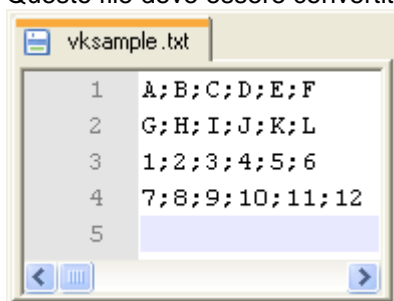 Questo file deve essere convertit
vksample.txt
1 A;B;C;D;E;F
2 G;H;I;J;K;L
3 1;2;3;4;5;6
4 7;8;9;10;11;12
5